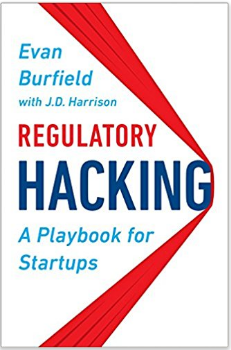 Evan
Burfield
with J.D. Harrison
REGULATORY
HACKING
A Playbook for
Startups